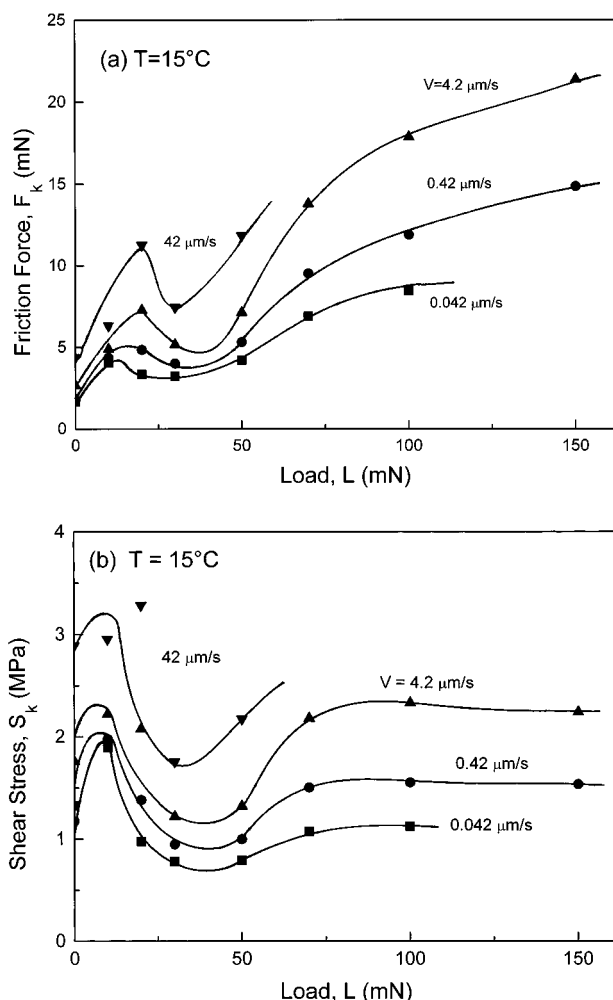 (a) T=15°C
25
20
15
10
5
0
Friction Force, F_k (mN)
V=4.2 μm/s
42 μm/s
0.42 μm/s
0.042 μm/s
0 50 100 150
Load, L (mN)
(b) T = 15°C
4
3
2
1
0
Shear Stress, S_k (MPa)
42 μm/s
V = 4.2 μm/s
0.42 μm/s
0.042 μm/s
0 50 100 150
Load, L (mN)